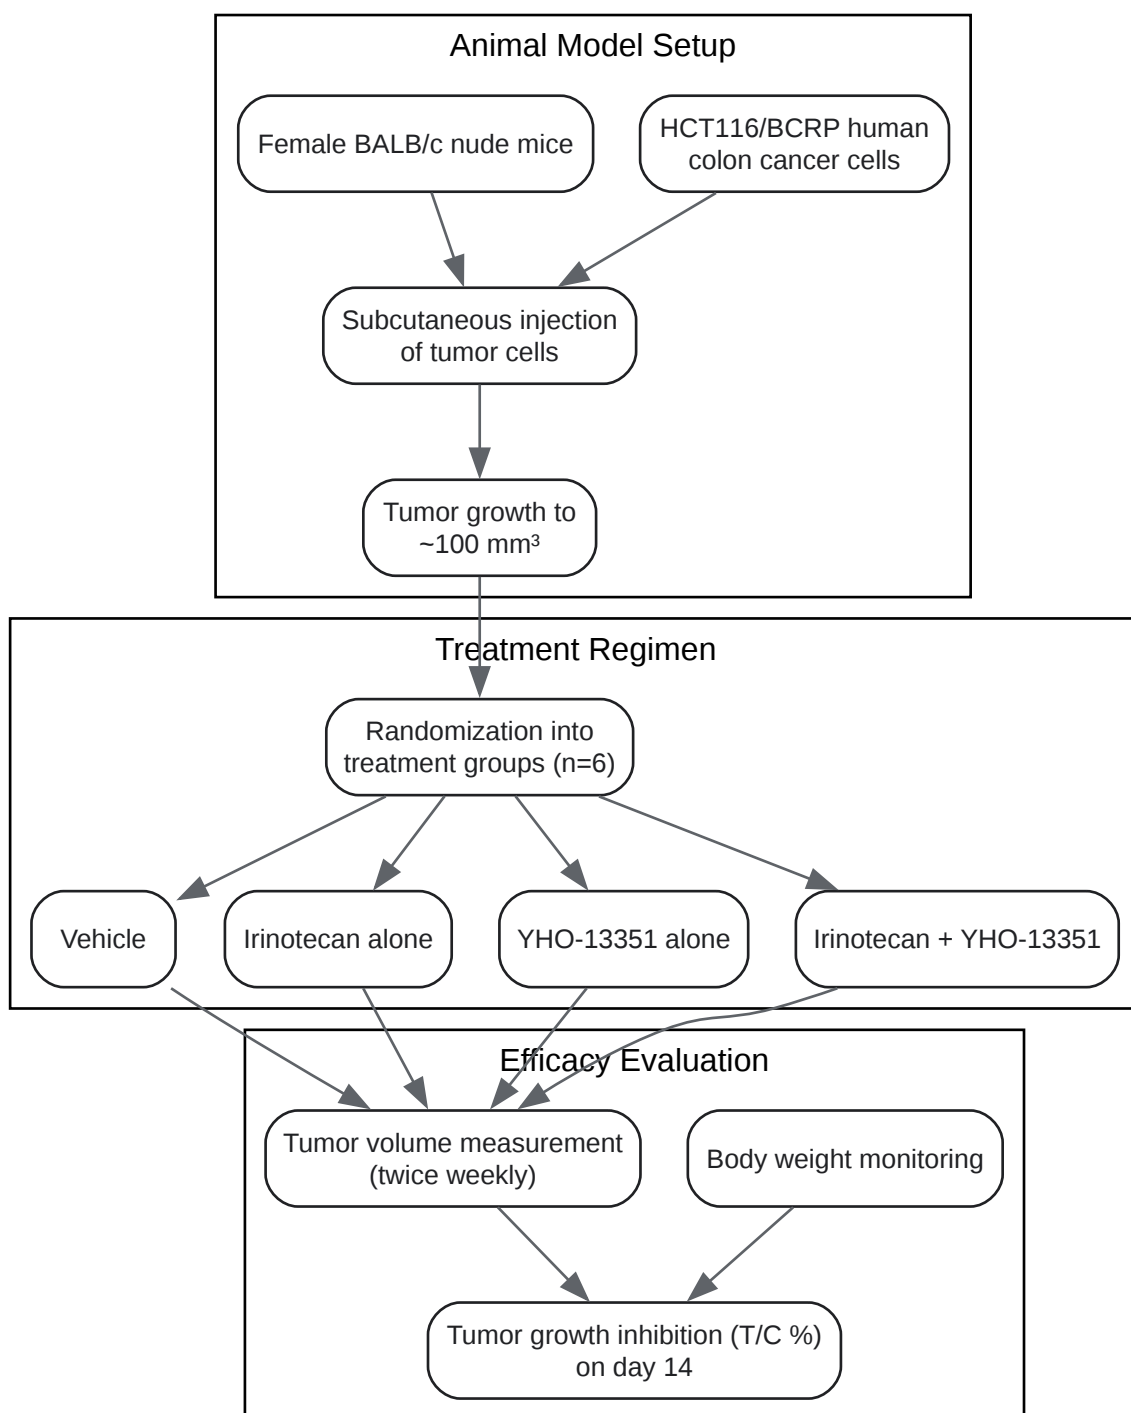 Animal Model Setup
Female BALB/c nude mice
HCT116/BCRP human
colon cancer cells
Subcutaneous injection
of tumor cells
Tumor growth to
~100 mm³
Treatment Regimen
Randomization into
treatment groups (n=6)
Vehicle
Irinotecan alone
YHO-13351 alone
Irinotecan + YHO-13351
Efficacy Evaluation
Tumor volume measurement
(twice weekly)
Body weight monitoring
Tumor growth inhibition (T/C %)
on day 14